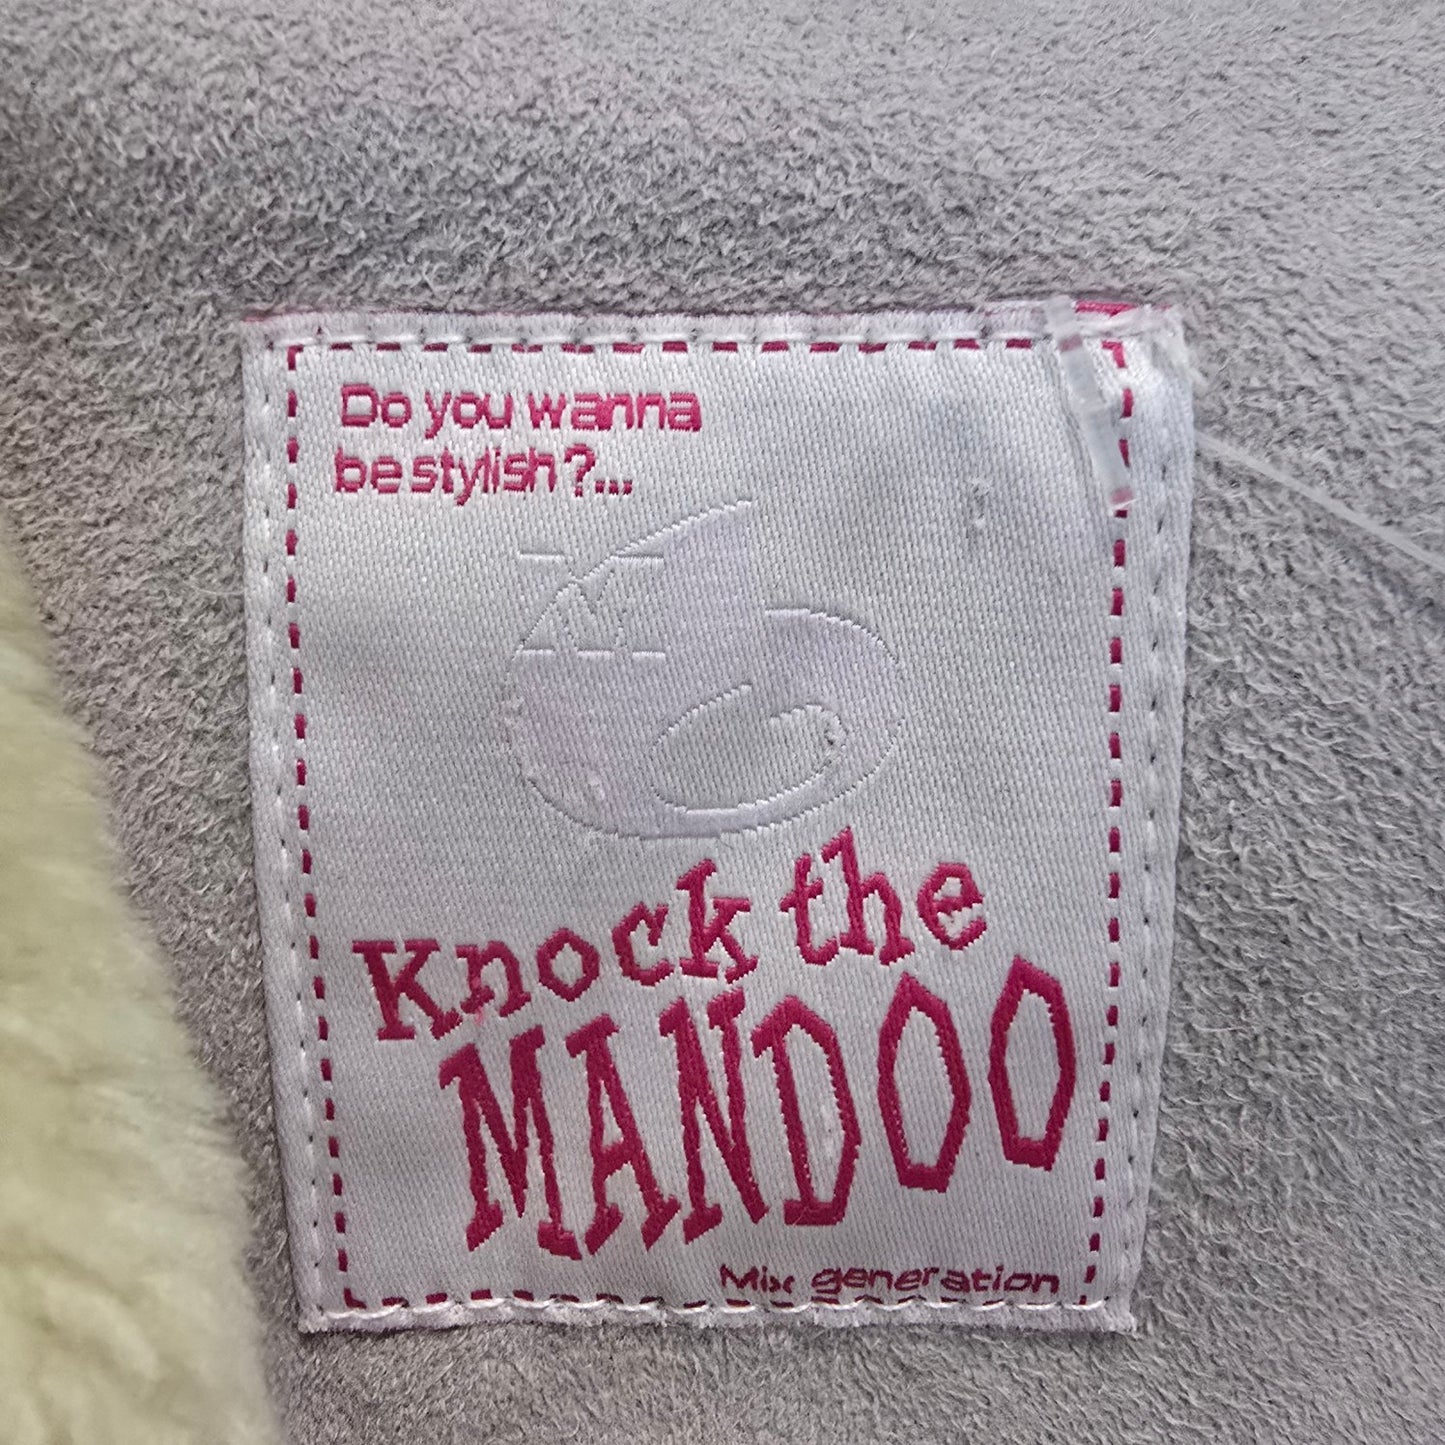 Do you wanna
be stylish?...
Knock the
MANDOO
Mix generation